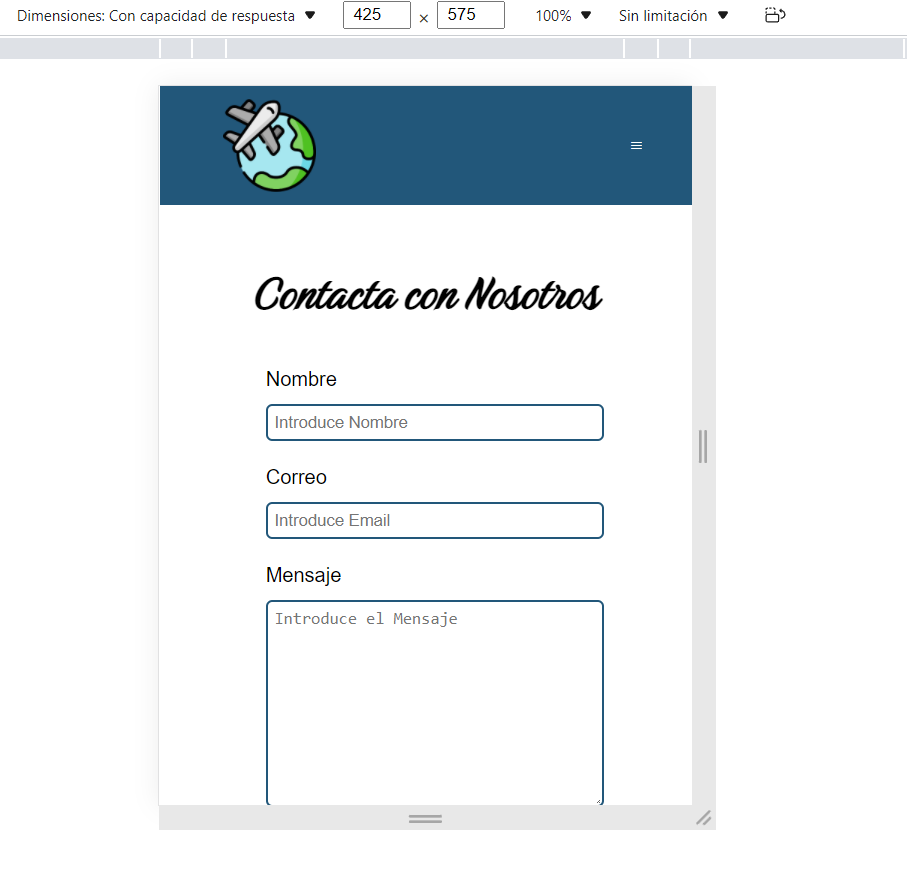 Dimensiones: Con capacidad de respuesta ▼ 425 × 575 100% ▼ Sin limitación ▼
Contacta con Nosotros
Nombre
Introduce Nombre
Correo
Introduce Email
Mensaje
Introduce el Mensaje